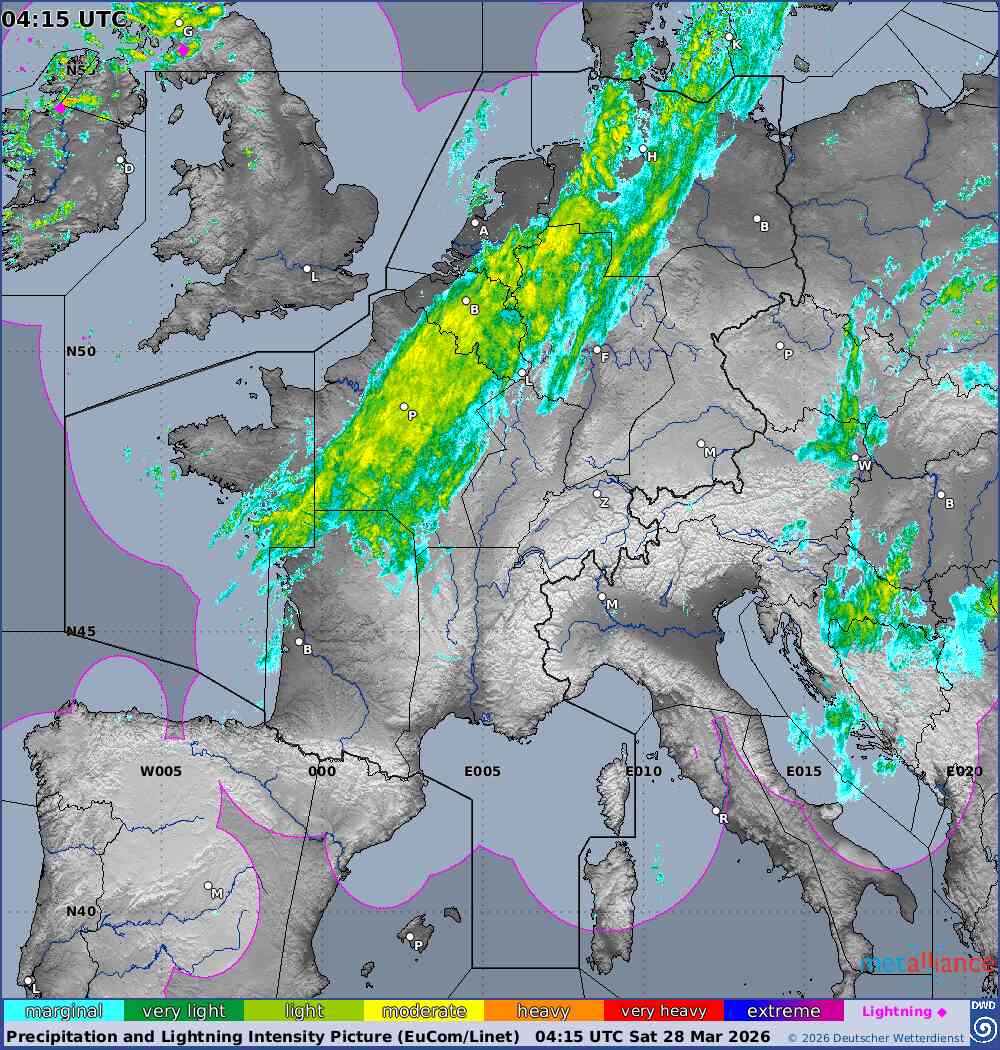 04:15 UTC
G
K
N55
D
H
A
B
L
B
N50
F
P
L
P
M
W
Z
B
M
N45
B
W005
000
E005
E010
E015
E020
R
M
N40
P
L
metalliance
marginal
very light
light
moderate
heavy
very heavy
extreme
Lightning ◆
DWD
Precipitation and Lightning Intensity Picture (EuCom/Linet)
04:15 UTC Sat 28 Mar 2026
© 2026 Deutscher Wetterdienst